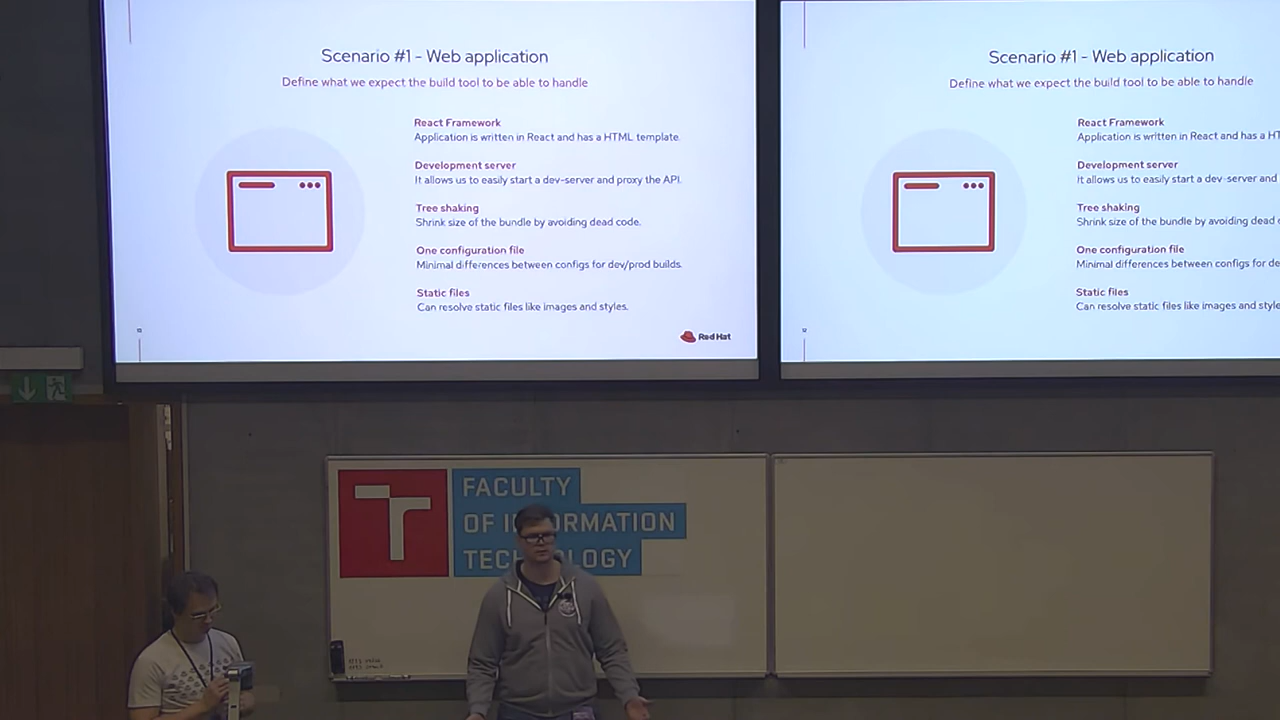 Scenario #1 - Web application
Define what we expect the build tool to be able to handle
React Framework
Application is written in React and has a HTML template.
Development server
It allows us to easily start a dev-server and proxy the API.
Tree shaking
Shrink size of the bundle by avoiding dead code.
One configuration file
Minimal differences between configs for dev/prod builds.
Static files
Can resolve static files like images and styles.
12
Red Hat
Scenario #1 - Web application
Define what we expect the build tool to be able to handle
React Framework
Application is written in React and has a HT
Development server
It allows us to easily start a dev-server and
Tree shaking
Shrink size of the bundle by avoiding dead
One configuration file
Minimal differences between configs for de
Static files
Can resolve static files like images and style
12
FACULTY
OF INFORMATION
TECHNOLOGY